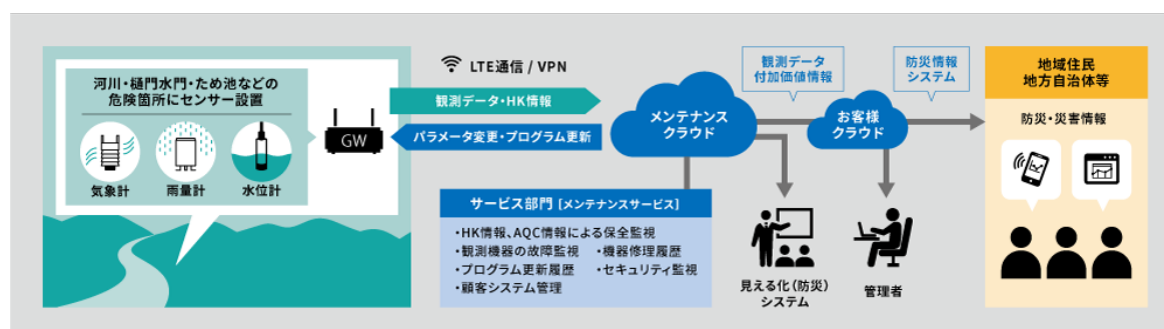 河川・樋門水門・ため池などの
危険箇所にセンサー設置
気象計
雨量計
水位計
GW
LTE通信 / VPN
観測データ・HK情報
パラメータ変更・プログラム更新
メンテナンス
クラウド
サービス部門 [メンテナンスサービス]
・HK情報、AQC情報による保全監視
・観測機器の故障監視 ・機器修理履歴
・プログラム更新履歴 ・セキュリティ監視
・顧客システム管理
観測データ
付加価値情報
お客様
クラウド
防災情報
システム
見える化(防災)
システム
管理者
地域住民
地方自治体等
防災・災害情報